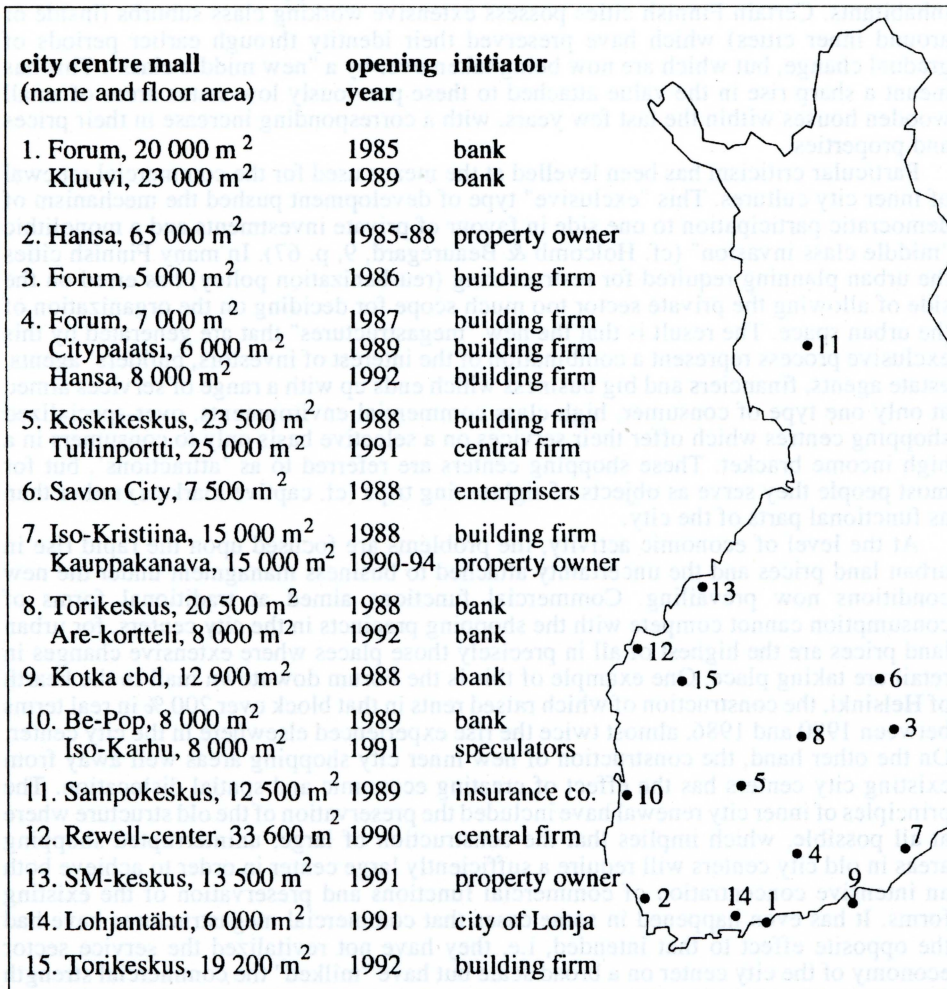 city centre mall opening initiator
(name and floor area) year
1. Forum, 20 000 m² 1985 bank
Kluuvi, 23 000 m² 1989 bank
2. Hansa, 65 000 m² 1985-88 property owner
3. Forum, 5 000 m² 1986 building firm
4. Forum, 7 000 m² 1987 building firm
Citypalatsi, 6 000 m² 1989 building firm
Hansa, 8 000 m² 1992 building firm
5. Koskikeskus, 23 500 m² 1988 building firm
Tullinportti, 25 000 m² 1991 central firm
6. Savon City, 7 500 m² 1988 enterprisers
7. Iso-Kristiina, 15 000 m² 1988 building firm
Kauppakanava, 15 000 m² 1990-94 property owner
8. Torikeskus, 20 500 m² 1988 bank
Are-kortteli, 8 000 m² 1992 bank
9. Kotka cbd, 12 900 m² 1988 bank
10. Be-Pop, 8 000 m² 1989 bank
Iso-Karhu, 8 000 m² 1991 speculators
11. Sampokeskus, 12 500 m² 1989 insurance co.
12. Rewell-center, 33 600 m² 1990 central firm
13. SM-keskus, 13 500 m² 1991 property co.
14. Lohjantähti, 6 000 m² 1991 city of Lohja
15. Torikeskus, 19 200 m² 1992 building firm
11
13
12
15
6
8
3
10
5
4
7
2
14
9